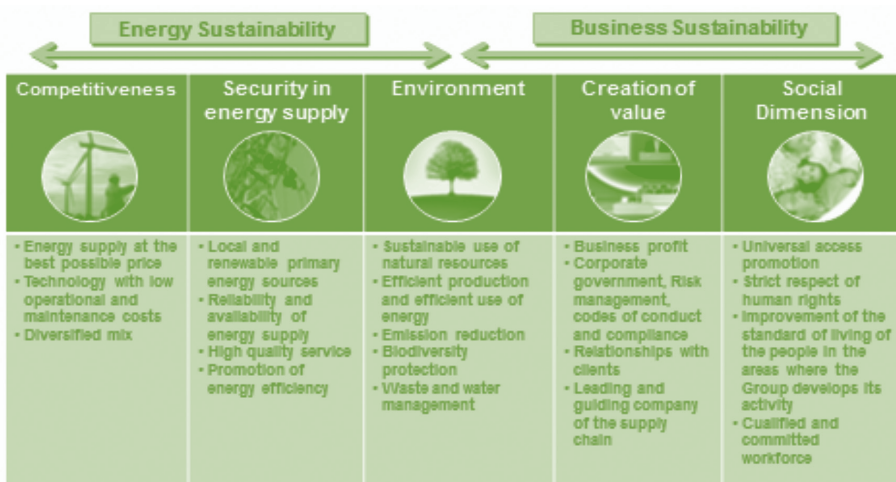 Energy Sustainability
Business Sustainability
Competitiveness
Security in
energy supply
Environment
Creation of
value
Social
Dimension
• Energy supply at the
best possible price
• Technology with low
operational and
maintenance costs
• Diversified mix
• Local and
renewable primary
energy sources
• Reliability and
availability of
energy supply
• High quality service
• Promotion of
energy efficiency
• Sustainable use of
natural resources
• Efficient production
and efficient use of
energy
• Emission reduction
• Biodiversity
protection
• Waste and water
management
• Business profit
• Corporate
government, Risk
management,
codes of conduct
and compliance
• Relationships with
clients
• Leading and
guiding company
of the supply
chain
• Universal access
promotion
• Strict respect of
human rights
• Improvement of the
standard of living of
the people in the
areas where the
Group develops its
activity
• Cualified and
committed
workforce